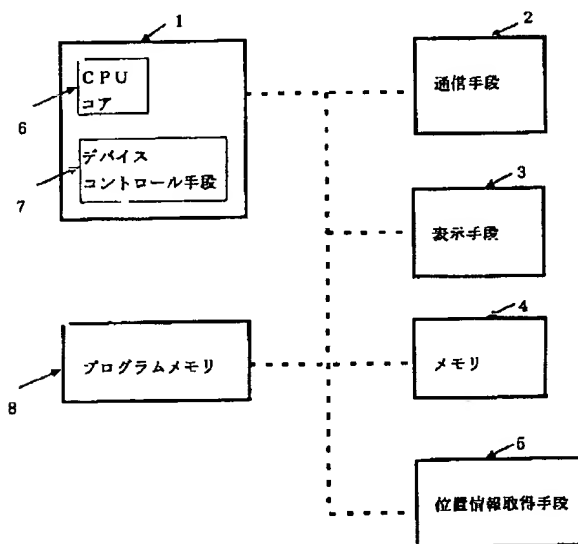 1
CPU
コア
6
デバイス
コントロール手段
7
2
通信手段
3
表示手段
4
メモリ
プログラムメモリ
8
5
位置情報取得手段